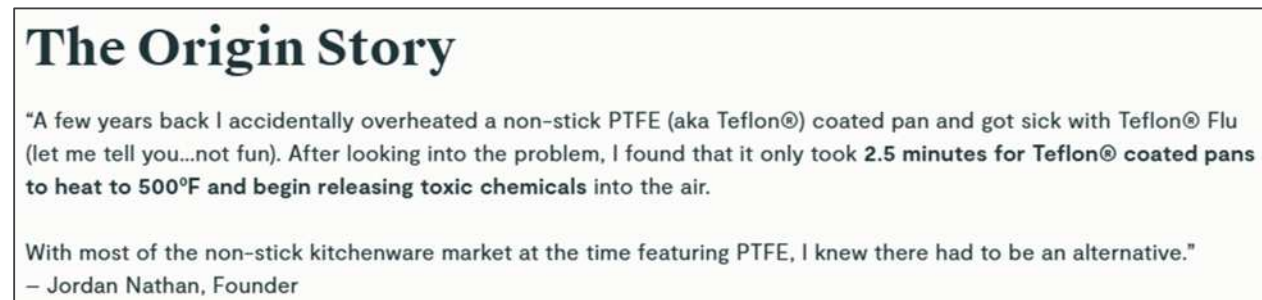 The Origin Story
“A few years back I accidentally overheated a non-stick PTFE (aka Teflon®) coated pan and got sick with Teflon® Flu
(let me tell you...not fun). After looking into the problem, I found that it only took 2.5 minutes for Teflon® coated pans
to heat to 500ºF and begin releasing toxic chemicals into the air.
With most of the non-stick kitchenware market at the time featuring PTFE, I knew there had to be an alternative.”
– Jordan Nathan, Founder